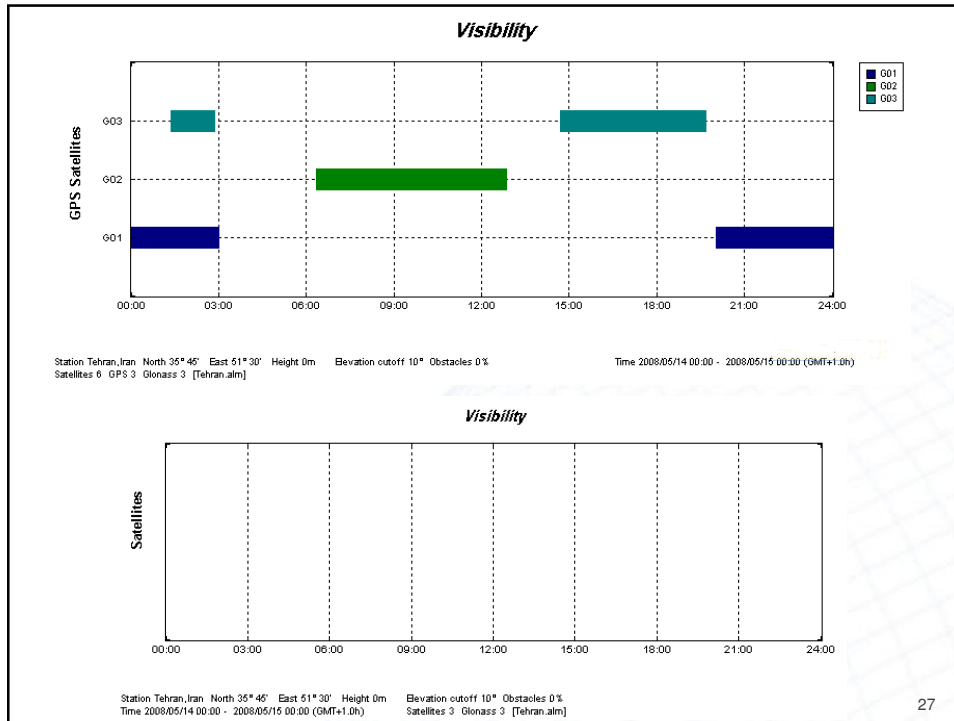 Visibility
G01
G02
G03
GPS Satellites
G03
G02
G01
00:00 03:00 06:00 09:00 12:00 15:00 18:00 21:00 24:00
Station Tehran,Iran North 35° 45' East 51° 30' Height 0m Elevation cutoff 10° Obstacles 0% Time 2008/05/14 00:00 - 2008/05/15 00:00 (GMT+1.0h)
Satellites 6 GPS 3 Glonass 3 [Tehran.alm]
Visibility
Satellites
00:00 03:00 06:00 09:00 12:00 15:00 18:00 21:00 24:00
Station Tehran,Iran North 35° 45' East 51° 30' Height 0m Elevation cutoff 10° Obstacles 0%
Time 2008/05/14 00:00 - 2008/05/15 00:00 (GMT+1.0h) Satellites 3 Glonass 3 [Tehran.alm]
27